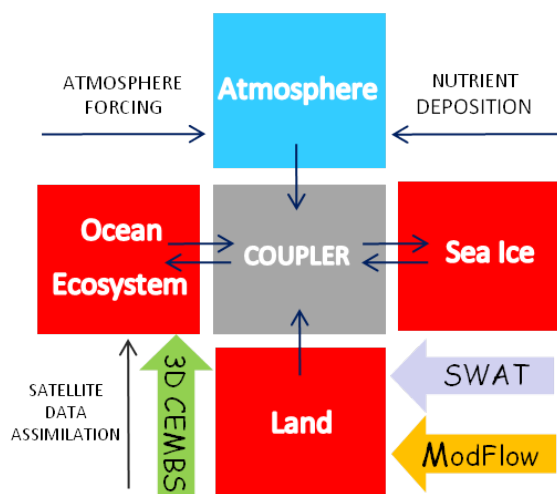 ATMOSPHERE
FORCING
Atmosphere
NUTRIENT
DEPOSITION
Ocean
Ecosystem
COUPLER
Sea Ice
SATELLITE
DATA
ASSIMILATION
3D CEMBS
Land
SWAT
ModFlow